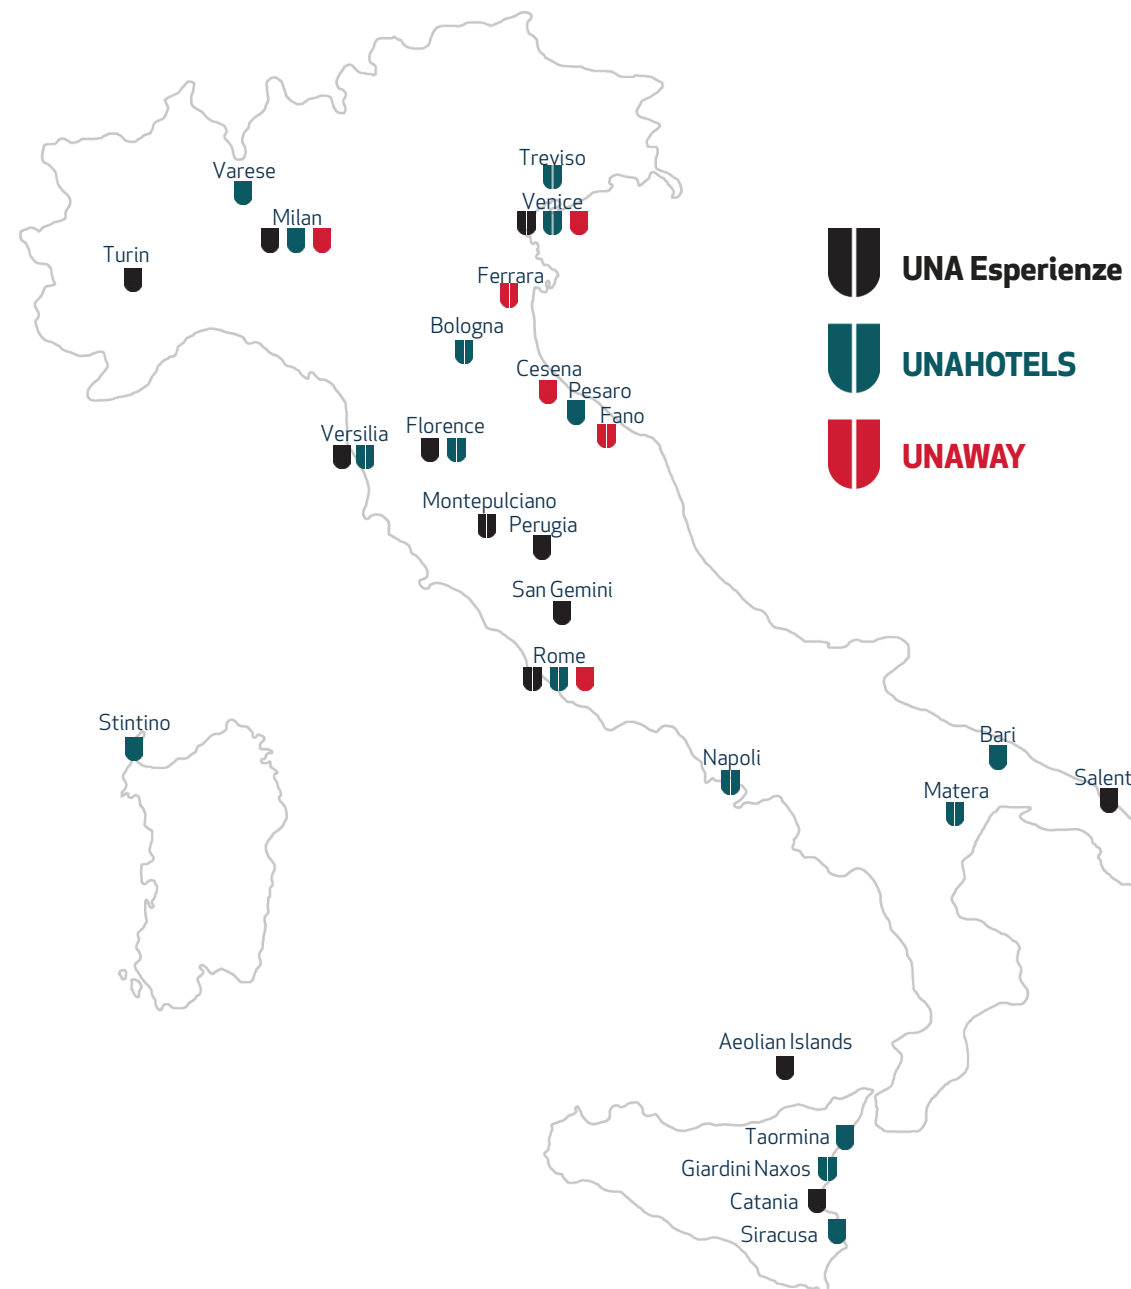 Treviso
Varese
Venice
Milan
Turin
UNA Esperienze
Ferrara
Bologna
UNAHOTELS
Cesena
Pesaro
Fano
Florence
Versilia
UNAWAY
Montepulciano
Perugia
San Gemini
Rome
Stintino
Bari
Napoli
Salent
Matera
Aeolian Islands
Taormina
Giardini Naxos
Catania
Siracusa